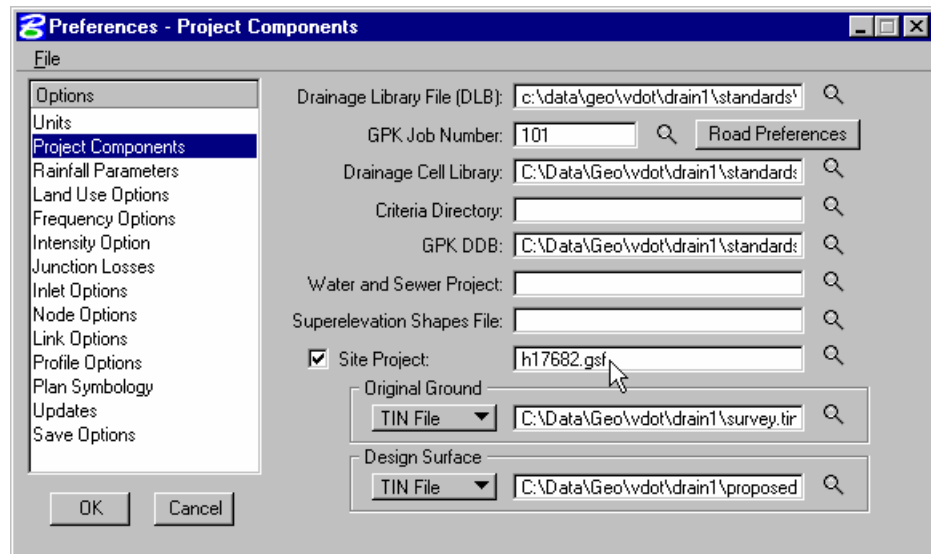 Preferences - Project Components
File
Options
Units
Project Components
Rainfall Parameters
Land Use Options
Frequency Options
Intensity Option
Junction Losses
Inlet Options
Node Options
Link Options
Profile Options
Plan Symbology
Updates
Save Options
OK Cancel
Drainage Library File (DLB): c:\data\geo\vdot\drain1\standards\
GPK Job Number: 101 Road Preferences
Drainage Cell Library: C:\Data\Geo\vdot\drain1\standards
Criteria Directory:
GPK DDB: C:\Data\Geo\vdot\drain1\standards
Water and Sewer Project:
Superelevation Shapes File:
Site Project: h17682.gsf
Original Ground
TIN File C:\Data\Geo\vdot\drain1\survey.tin
Design Surface
TIN File C:\Data\Geo\vdot\drain1\proposed